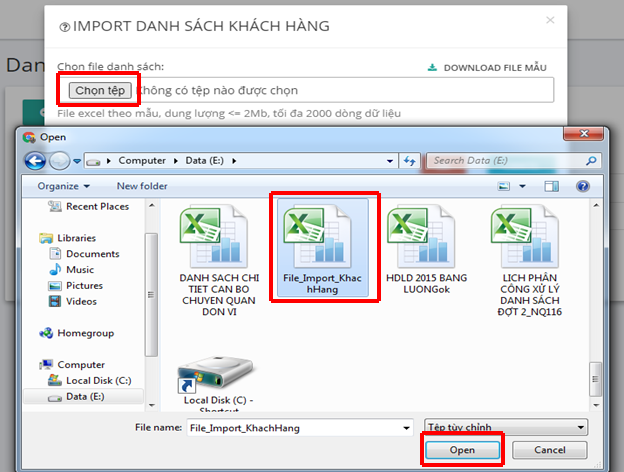 IMPORT DANH SÁCH KHÁCH HÀNG
Dan
Chọn file danh sách:
DOWNLOAD FILE MẪU
Chọn tệp Không có tệp nào được chọn
File excel theo mẫu, dung lượng <= 2Mb, tối đa 2000 dòng dữ liệu
Open
Computer Data (E:)
Search Data (E:)
Organize New folder
Recent Places
Libraries
Documents
Music
Pictures
Videos
Homegroup
Computer
Local Disk (C:)
Data (E:)
DANH SACH CHI
TIET CAN BO
CHUYEN QUAN
DON VI
File_Import_Khac
hHang
HDLD 2015 BANG
LUONGok
LICH PHÂN
CÔNG XỬ LÝ
DANH SÁCH
ĐỢT 2_NQ116
Local Disk (C) -
Shortcut
File name: File_Import_KhachHang
Tệp tùy chỉnh
Open Cancel